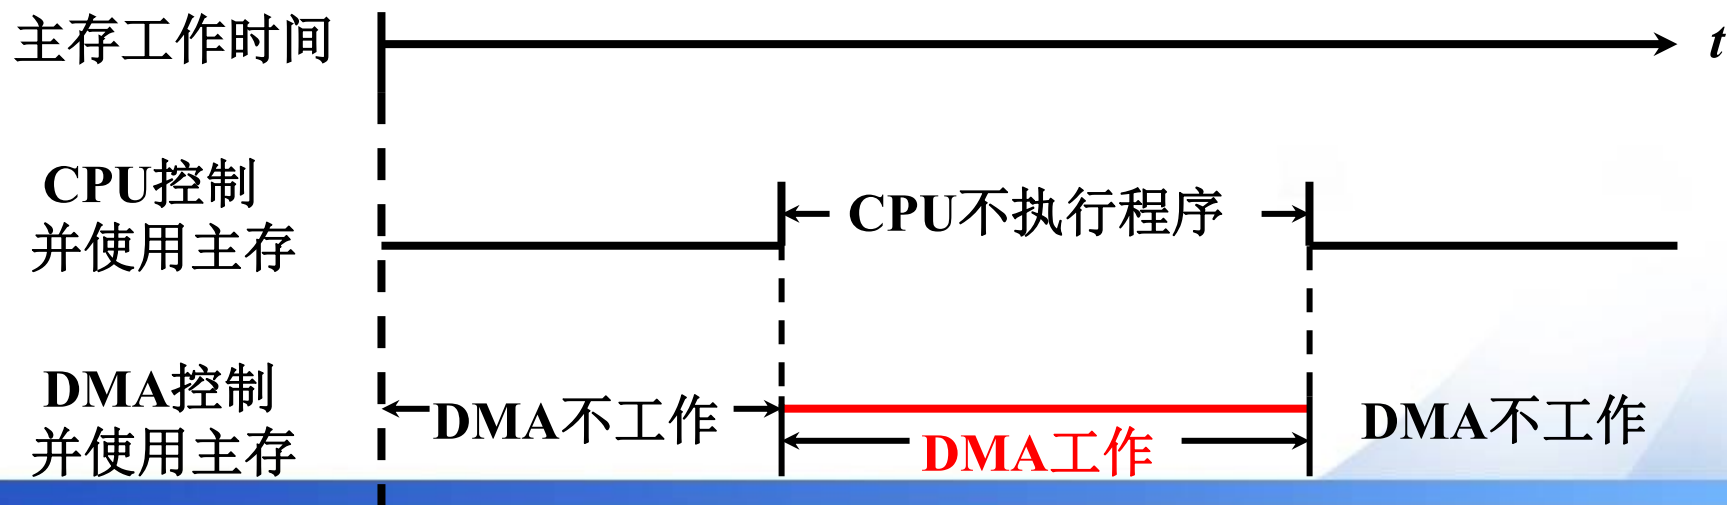 主存工作时间
t
CPU控制
并使用主存
CPU不执行程序
DMA控制
并使用主存
DMA不工作
DMA工作
DMA不工作